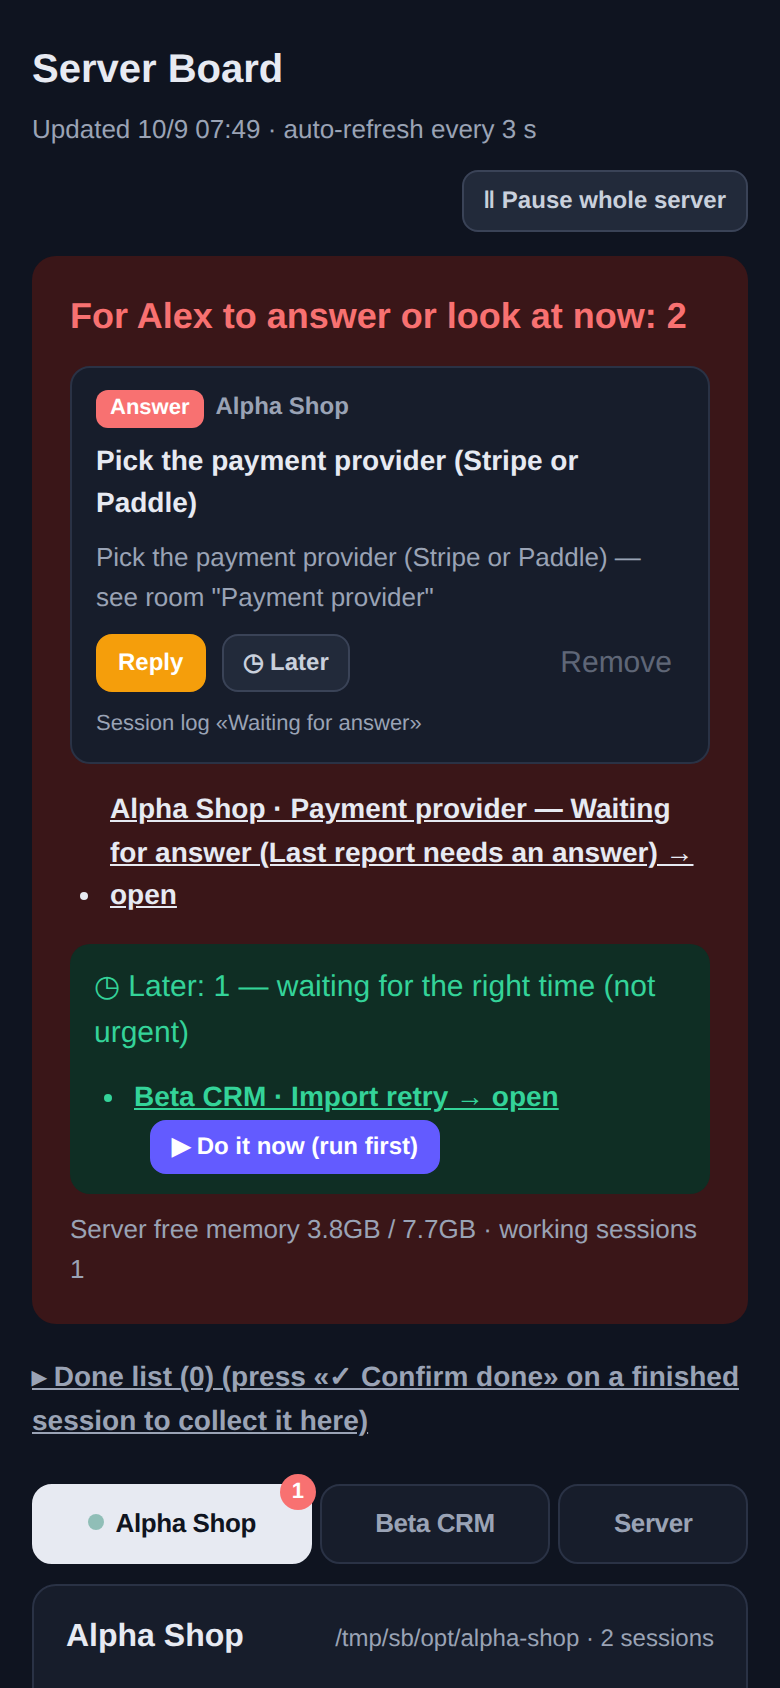 Server Board
Updated 10/9 07:49 · auto-refresh every 3 s
⏸ Pause whole server
For Alex to answer or look at now: 2
Answer Alpha Shop
Pick the payment provider (Stripe or
Paddle)
Pick the payment provider (Stripe or Paddle) —
see room "Payment provider"
Reply ◷ Later Remove
Session log «Waiting for answer»
Alpha Shop · Payment provider — Waiting
for answer (Last report needs an answer) →
• open
◷ Later: 1 — waiting for the right time (not
urgent)
• Beta CRM · Import retry → open
▶ Do it now (run first)
Server free memory 3.8GB / 7.7GB · working sessions
1
▸ Done list (0) (press «✓ Confirm done» on a finished
session to collect it here)
Alpha Shop 1 Beta CRM Server
Alpha Shop /tmp/sb/opt/alpha-shop · 2 sessions